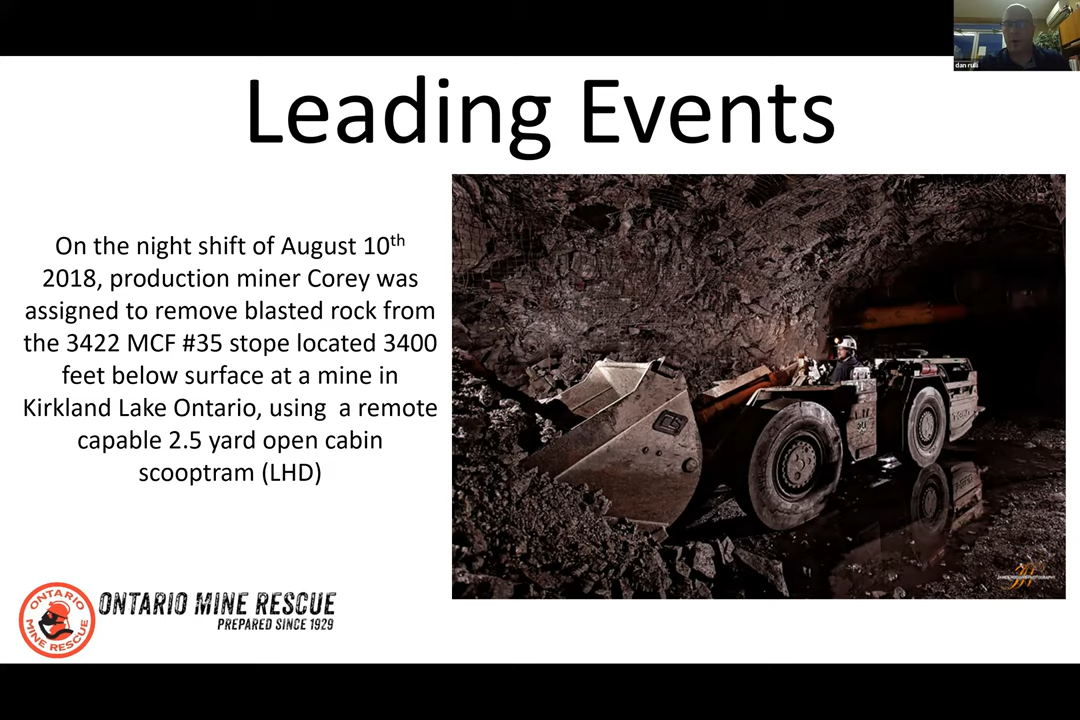 dan rulli
Leading Events
On the night shift of August 10th
2018, production miner Corey was
assigned to remove blasted rock from
the 3422 MCF #35 stope located 3400
feet below surface at a mine in
Kirkland Lake Ontario, using  a remote
capable 2.5 yard open cabin
scooptram (LHD)
ONTARIO MINE RESCUE
ONTARIO MINE RESCUE
PREPARED SINCE 1929